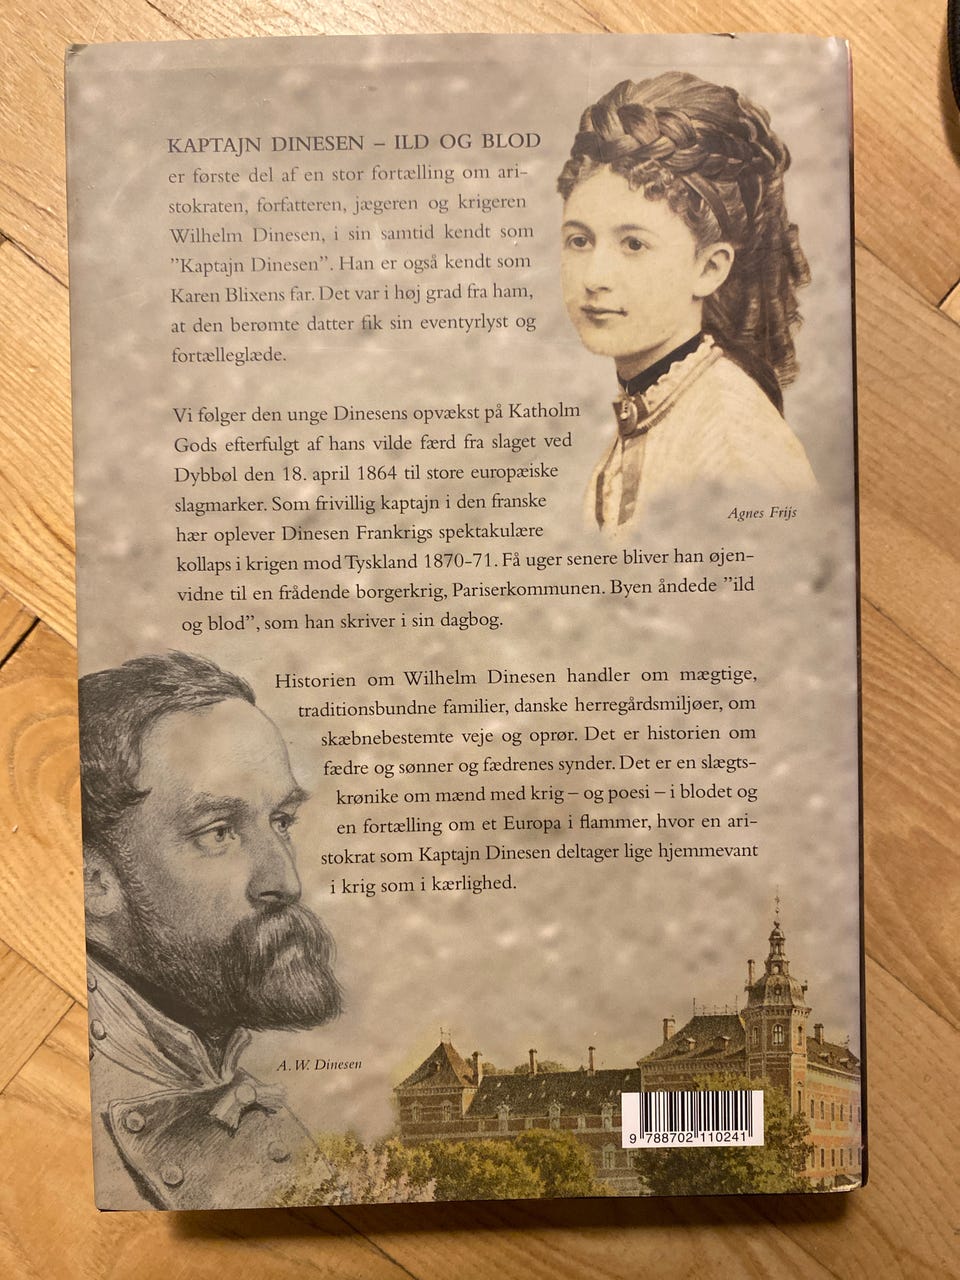 KAPTAJN DINESEN – ILD OG BLOD
er første del af en stor fortælling om ari-
stokraten, forfatteren, jægeren og krigeren
Wilhelm Dinesen, i sin samtid kendt som
”Kaptajn Dinesen”. Han er også kendt som
Karen Blixens far. Det var i høj grad fra ham,
at den berømte datter fik sin eventyrlyst og
fortælleglæde.
Vi følger den unge Dinesens opvækst på Katholm
Gods efterfulgt af hans vilde færd fra slaget ved
Dybbøl den 18. april 1864 til store europæiske
slagmarker. Som frivillig kaptajn i den franske
hær oplever Dinesen Frankrigs spektakulære
kollaps i krigen mod Tyskland 1870-71. Få uger senere bliver han øjen-
vidne til en frådende borgerkrig, Pariserkommunen. Byen åndede ”ild
og blod”, som han skriver i sin dagbog.
Agnes Frijs
Historien om Wilhelm Dinesen handler om mægtige,
traditionsbundne familier, danske herregårdsmiljøer, om
skæbnebestemte veje og oprør. Det er historien om
fædre og sønner og fædrenes synder. Det er en slægts-
krønike om mænd med krig – og poesi – i blodet og
en fortælling om et Europa i flammer, hvor en ari-
stokrat som Kaptajn Dinesen deltager lige hjemmevant
i krig som i kærlighed.
A. W. Dinesen
9 788702 110241